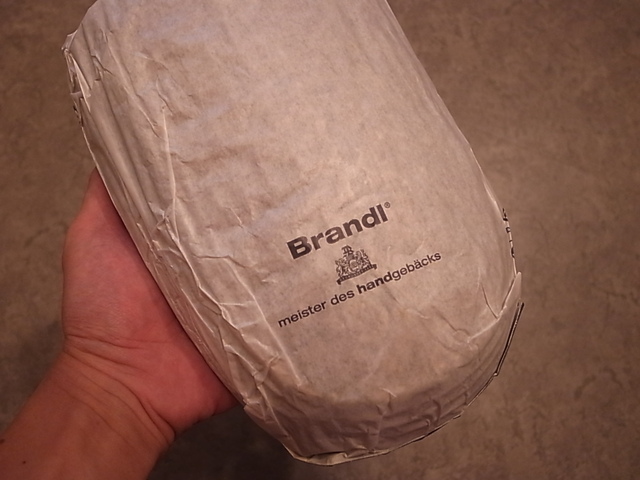 Brandl®
meister des handgebäcks